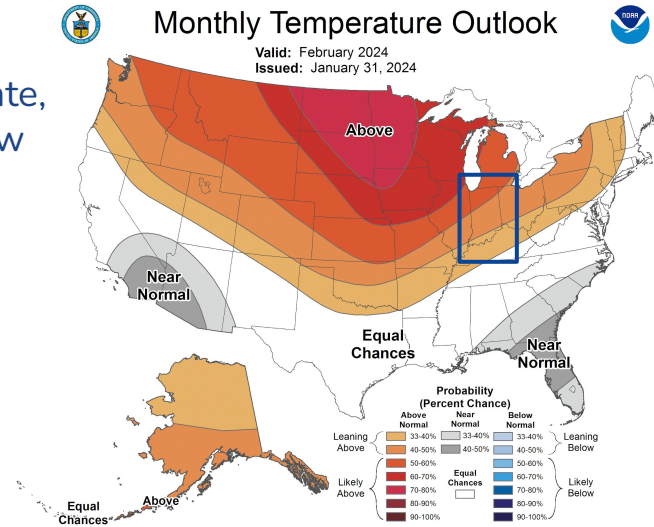 Monthly Temperature Outlook
NOAA
Valid: February 2024
Issued: January 31, 2024
Above
Near
Normal
Equal
Chances
Near
Normal
Equal
Chances
Above
Probability
(Percent Chance)
Above
Normal
Near
Normal
Below
Normal
Leaning
Above
33-40%
33-40%
33-40%
Leaning
Below
40-50%
40-50%
40-50%
Likely
Above
50-60%
60-70%
70-80%
80-90%
90-100%
Equal
Chances
50-60%
60-70%
70-80%
80-90%
90-100%
Likely
Below